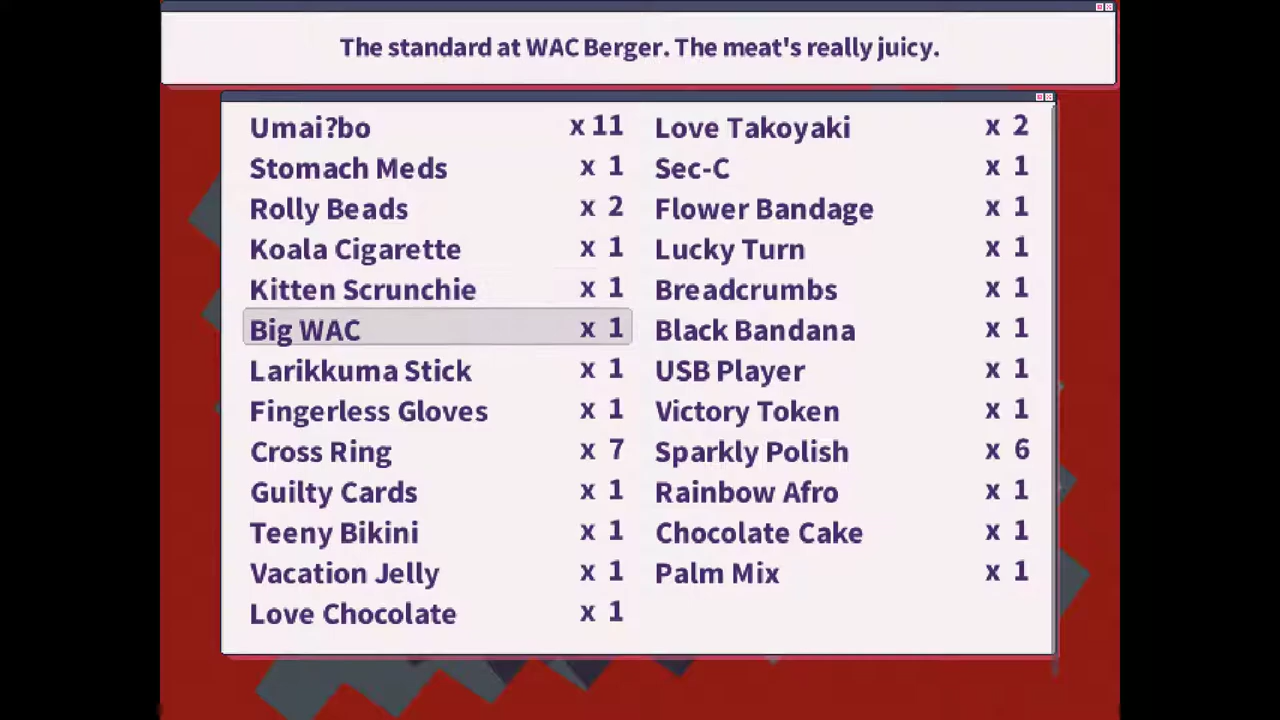 The standard at WAC Berger. The meat's really juicy.
Umai?bo x 11 Love Takoyaki x 2
Stomach Meds x 1 Sec-C x 1
Rolly Beads x 2 Flower Bandage x 1
Koala Cigarette x 1 Lucky Turn x 1
Kitten Scrunchie x 1 Breadcrumbs x 1
Big WAC x 1 Black Bandana x 1
Larikkuma Stick x 1 USB Player x 1
Fingerless Gloves x 1 Victory Token x 1
Cross Ring x 7 Sparkly Polish x 6
Guilty Cards x 1 Rainbow Afro x 1
Teeny Bikini x 1 Chocolate Cake x 1
Vacation Jelly x 1 Palm Mix x 1
Love Chocolate x 1